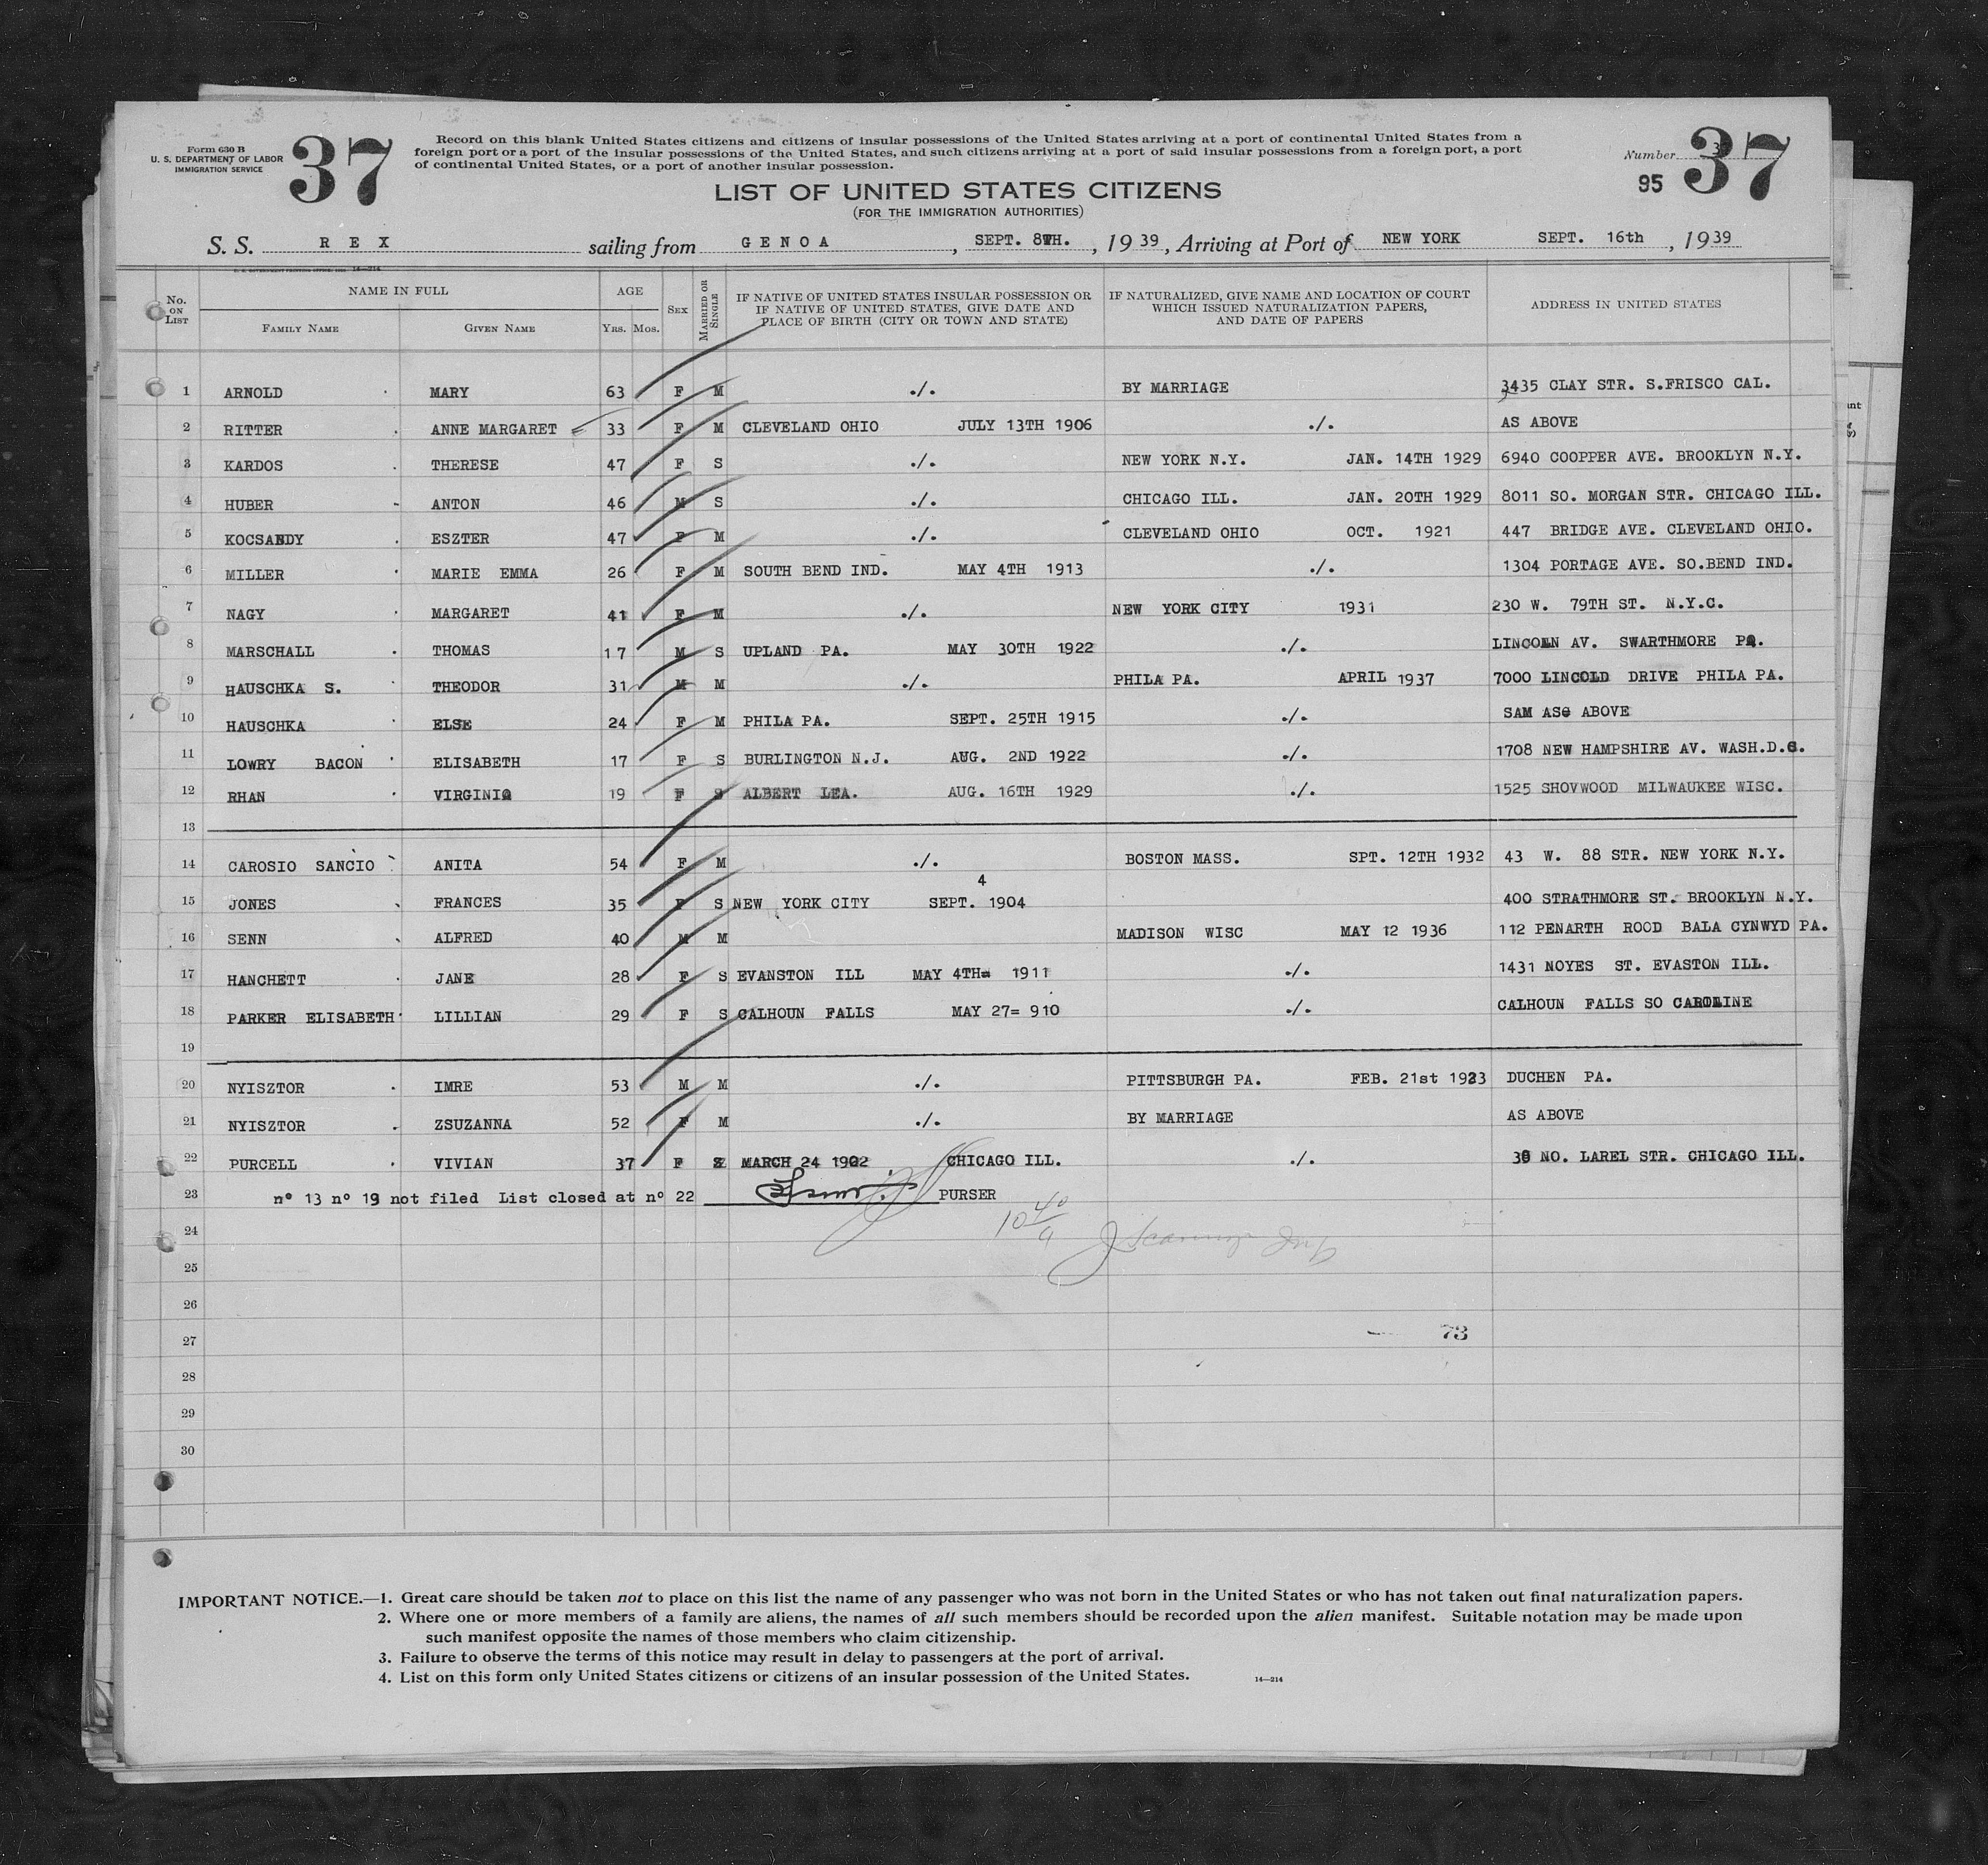 Form 630 B
U. S. DEPARTMENT OF LABOR
IMMIGRATION SERVICE
37
Record on this blank United States citizens and citizens of insular possessions of the United States arriving at a port of continental United States from a
foreign port or a port of the insular possessions of the United States, and such citizens arriving at a port of said insular possessions from a foreign port, a port
of continental United States, or a port of another insular possession.
Number 37
95
37
LIST OF UNITED STATES CITIZENS
(FOR THE IMMIGRATION AUTHORITIES)
S. S. REX sailing from GENOA, SEPT. 8TH., 19 39, Arriving at Port of NEW YORK SEPT. 16th, 19 39
No. ON LIST
NAME IN FULL
FAMILY NAME GIVEN NAME
AGE
YRS. MOS.
SEX
MARRIED OR SINGLE
IF NATIVE OF UNITED STATES INSULAR POSSESSION OR
IF NATIVE OF UNITED STATES, GIVE DATE AND
PLACE OF BIRTH (CITY OR TOWN AND STATE)
IF NATURALIZED, GIVE NAME AND LOCATION OF COURT
WHICH ISSUED NATURALIZATION PAPERS,
AND DATE OF PAPERS
ADDRESS IN UNITED STATES
1 ARNOLD MARY 63 F M ./. BY MARRIAGE 3435 CLAY STR. S.FRISCO CAL.
2 RITTER ANNE MARGARET 33 F M CLEVELAND OHIO JULY 13TH 1906 ./. AS ABOVE
3 KARDOS THERESE 47 F S ./. NEW YORK N.Y. JAN. 14TH 1929 6940 COOPPER AVE. BROOKLYN N.Y.
4 HUBER ANTON 46 M S ./. CHICAGO ILL. JAN. 20TH 1929 8011 SO. MORGAN STR. CHICAGO ILL.
5 KOCSANDY ESZTER 47 F M ./. CLEVELAND OHIO OCT. 1921 447 BRIDGE AVE. CLEVELAND OHIO.
6 MILLER MARIE EMMA 26 F M SOUTH BEND IND. MAY 4TH 1913 ./. 1304 PORTAGE AVE. SO.BEND IND.
7 NAGY MARGARET 41 F M ./. NEW YORK CITY 1931 230 W. 79TH ST. N.Y.C.
8 MARSCHALL THOMAS 17 M S UPLAND PA. MAY 30TH 1922 ./. LINCOLN AV. SWARTHMORE PA.
9 HAUSCHKA S. THEODOR 31 M M ./. PHILA PA. APRIL 1937 7000 LINCOLD DRIVE PHILA PA.
10 HAUSCHKA ELSE 24 F M PHILA PA. SEPT. 25TH 1915 ./. SAM AS@ ABOVE
11 LOWRY BACON ELISABETH 17 F S BURLINGTON N.J. AUG. 2ND 1922 ./. 1708 NEW HAMPSHIRE AV. WASH.D.C.
12 RHAN VIRGINIA 19 F S ALBERT LEA. AUG. 16TH 1929 ./. 1525 SHOVWOOD MILWAUKEE WISC.
13
14 CAROSIO SANCIO ANITA 54 F M ./. BOSTON MASS. SPT. 12TH 1932 43 W. 88 STR. NEW YORK N.Y.
4
15 JONES FRANCES 35 F S NEW YORK CITY SEPT. 1904 400 STRATHMORE ST. BROOKLYN N.Y.
16 SENN ALFRED 40 M M MADISON WISC MAY 12 1936 112 PENARTH ROOD BALA CYNWYD PA.
17 HANCHETT JANE 28 F S EVANSTON ILL MAY 4TH= 1911 ./. 1431 NOYES ST. EVASTON ILL.
18 PARKER ELISABETH LILLIAN 29 F S CALHOUN FALLS MAY 27= 910 ./. CALHOUN FALLS SO CAROLINE
19
20 NYISZTOR IMRE 53 M M ./. PITTSBURGH PA. FEB. 21st 1923 DUCHEN PA.
21 NYISZTOR ZSUZANNA 52 F M ./. BY MARRIAGE AS ABOVE
22 PURCELL VIVIAN 37 F S MARCH 24 1902 CHICAGO ILL. ./. 30 NO. LAREL STR. CHICAGO ILL.
23 nº 13 nº 19 not filed List closed at nº 22 PURSER
24
25
26
27 73
28
29
30
IMPORTANT NOTICE.—1. Great care should be taken not to place on this list the name of any passenger who was not born in the United States or who has not taken out final naturalization papers.
2. Where one or more members of a family are aliens, the names of all such members should be recorded upon the alien manifest. Suitable notation may be made upon
such manifest opposite the names of those members who claim citizenship.
3. Failure to observe the terms of this notice may result in delay to passengers at the port of arrival.
4. List on this form only United States citizens or citizens of an insular possession of the United States.
14—214